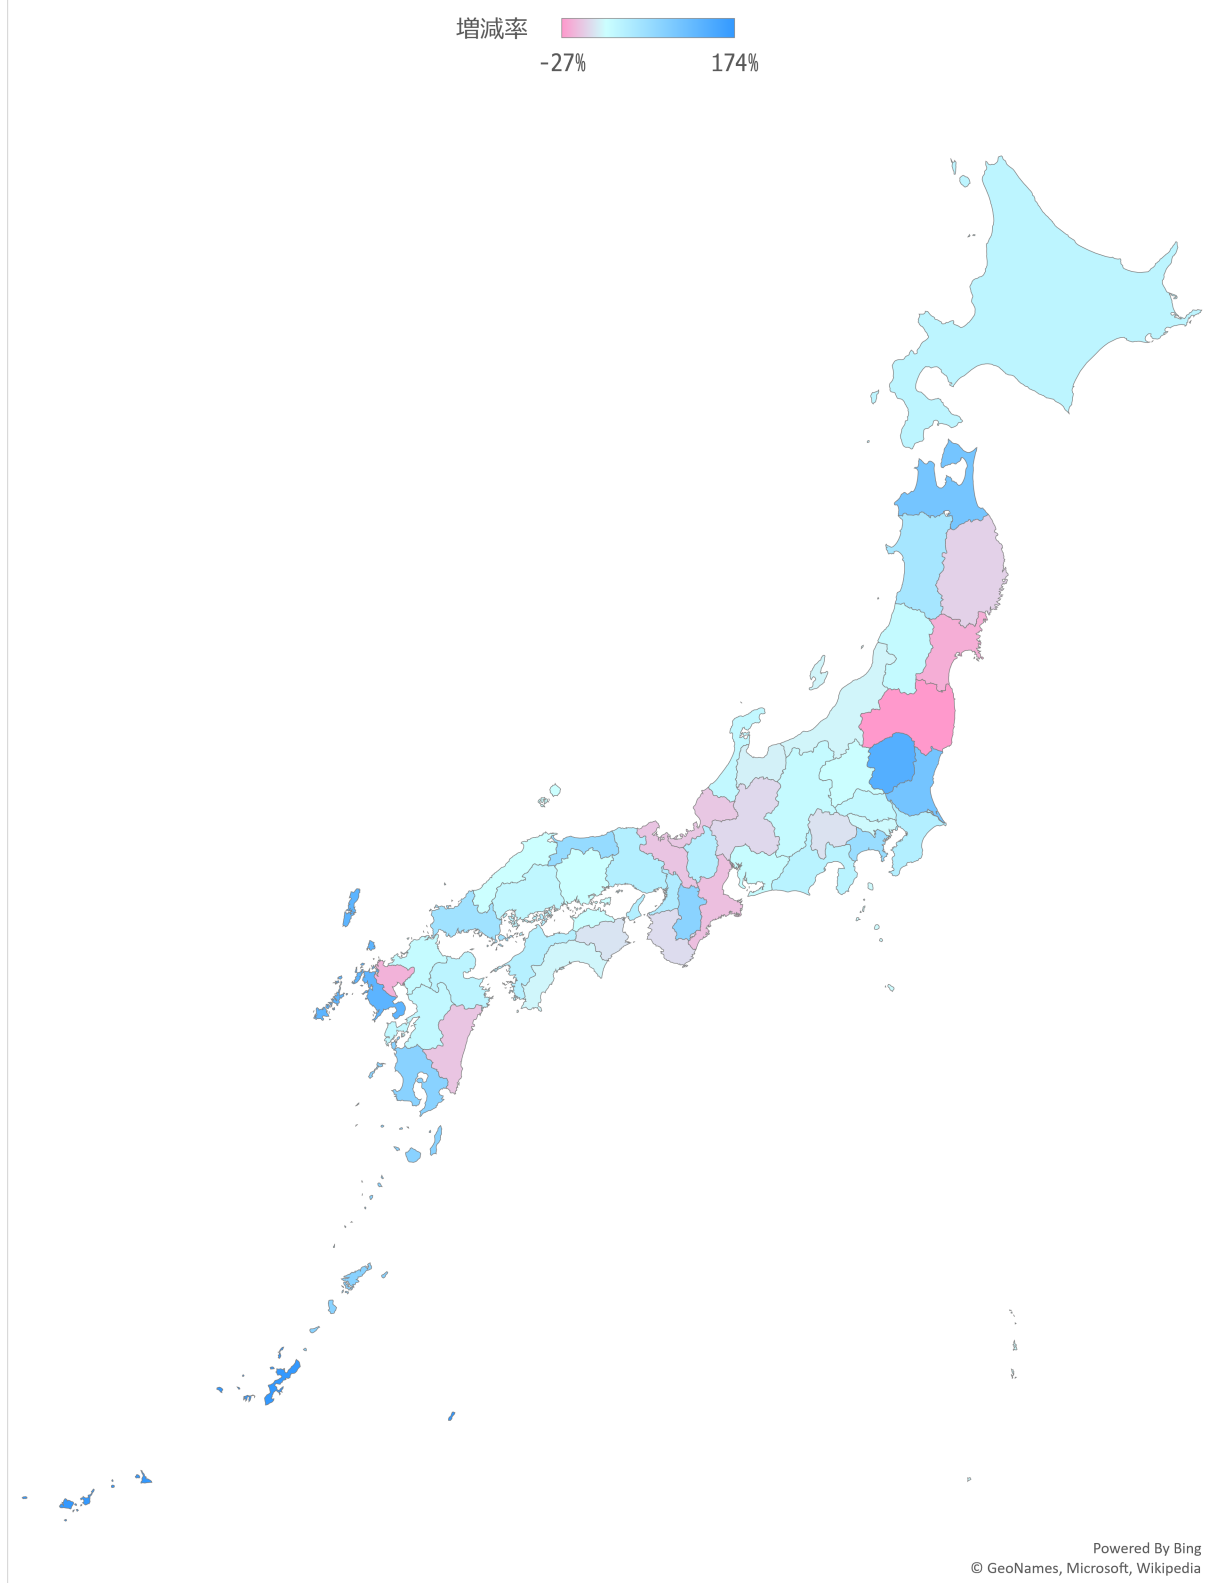 増減率
-27% 174%
Powered By Bing
© GeoNames, Microsoft, Wikipedia